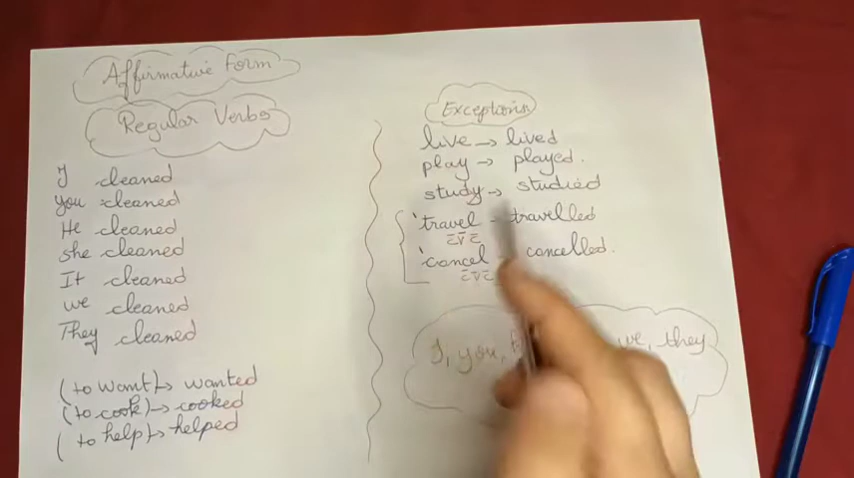 Affirmative Form
Regular Verbs
I cleaned
you cleaned
He cleaned
she cleaned
It cleaned
we cleaned
They cleaned
(to want) → wanted
(to cook) → cooked
(to help) → helped
Exceptions
live → lived
play → played.
study → studied
'travel - travelled
c̄ v̄ c̄
'cancel - cancelled.
c̄ v̄ c̄
I, you, we, they